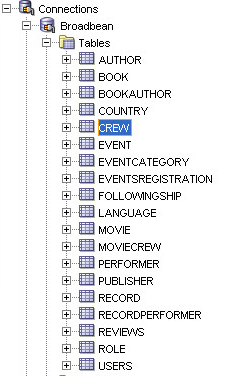 Connections
Broadbean
Tables
AUTHOR
BOOK
BOOKAUTHOR
COUNTRY
CREW
EVENT
EVENTCATEGORY
EVENTSREGISTRATION
FOLLOWINGSHIP
LANGUAGE
MOVIE
MOVIECREW
PERFORMER
PUBLISHER
RECORD
RECORDPERFORMER
REVIEWS
ROLE
USERS